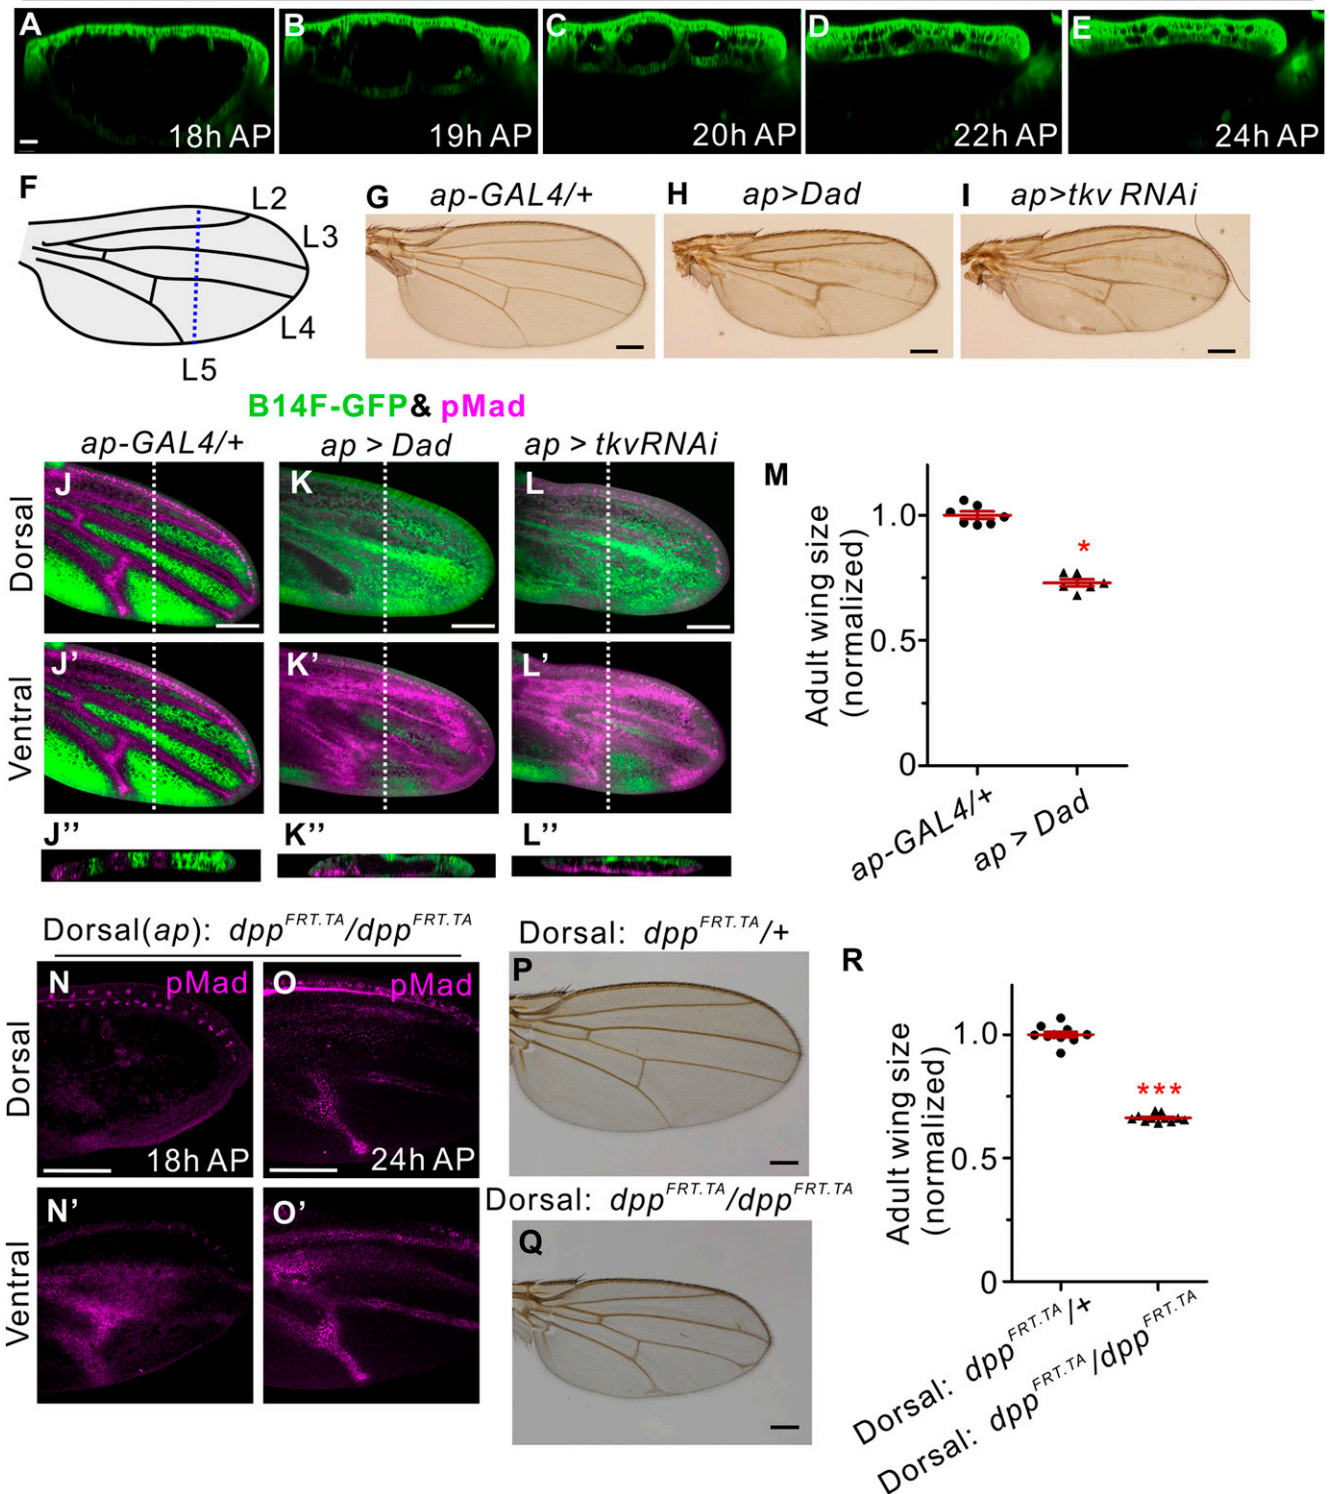 A B C D E
18h AP 19h AP 20h AP 22h AP 24h AP
F L2 L3 L4 L5
G ap-GAL4/+
H ap>Dad
I ap>tkv RNAi
B14F-GFP& pMad
ap-GAL4/+ ap > Dad ap > tkvRNAi
Dorsal J K L
Ventral J' K' L'
J'' K'' L''
M
Adult wing size
(normalized)
1.0
*
0.5
0
ap-GAL4/+
ap > Dad
Dorsal(ap): dpp^FRT.TA/dpp^FRT.TA
Dorsal
N pMad 18h AP
O pMad 24h AP
Ventral
N' O'
Dorsal: dpp^FRT.TA/+
P
Dorsal: dpp^FRT.TA/dpp^FRT.TA
Q
R
Adult wing size
(normalized)
1.0
***
0.5
0
Dorsal: dpp^FRT.TA/+
Dorsal: dpp^FRT.TA/dpp^FRT.TA